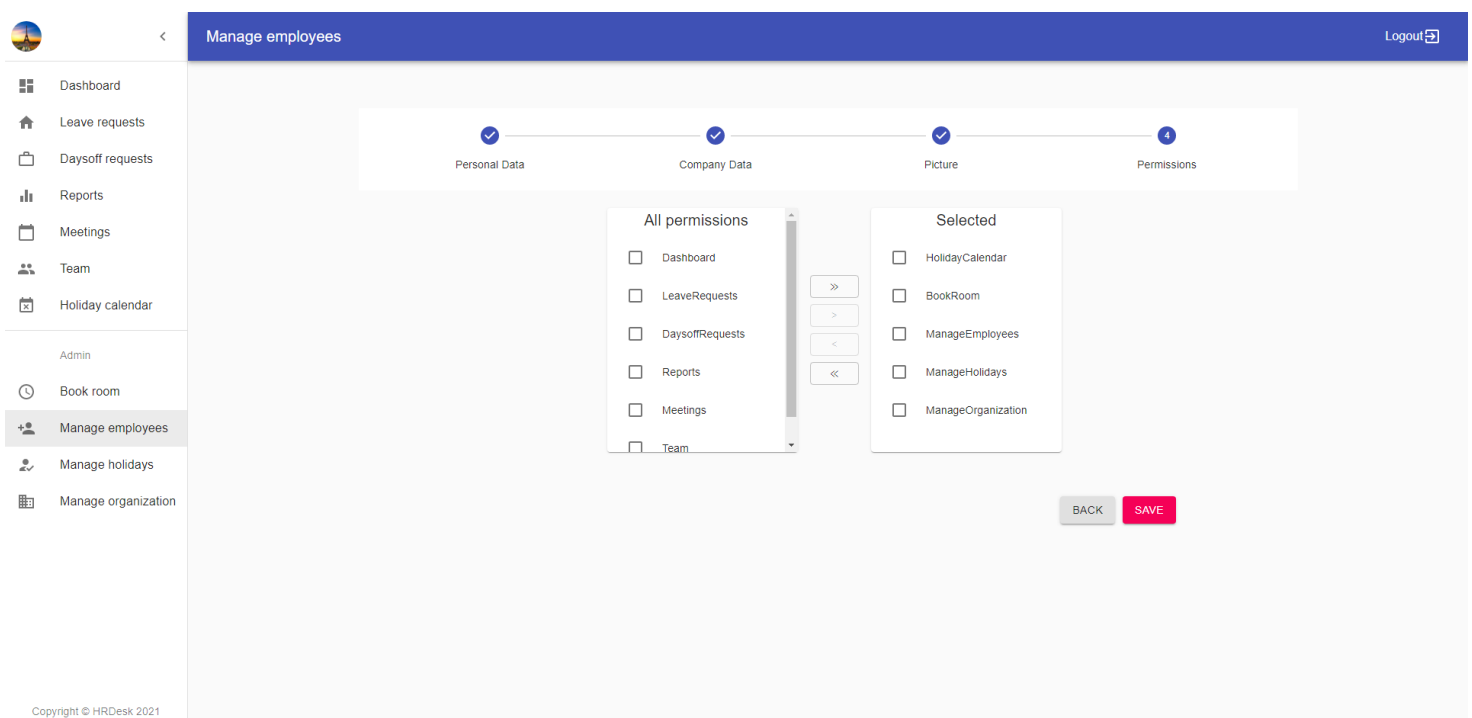 Manage employees
Logout
Dashboard
Leave requests
Daysoff requests
Reports
Meetings
Team
Holiday calendar
Admin
Book room
Manage employees
Manage holidays
Manage organization
Copyright © HRDesk 2021
4
Personal Data
Company Data
Picture
Permissions
All permissions
Dashboard
LeaveRequests
DaysoffRequests
Reports
Meetings
Team
>>
>
<
<<
Selected
HolidayCalendar
BookRoom
ManageEmployees
ManageHolidays
ManageOrganization
BACK
SAVE